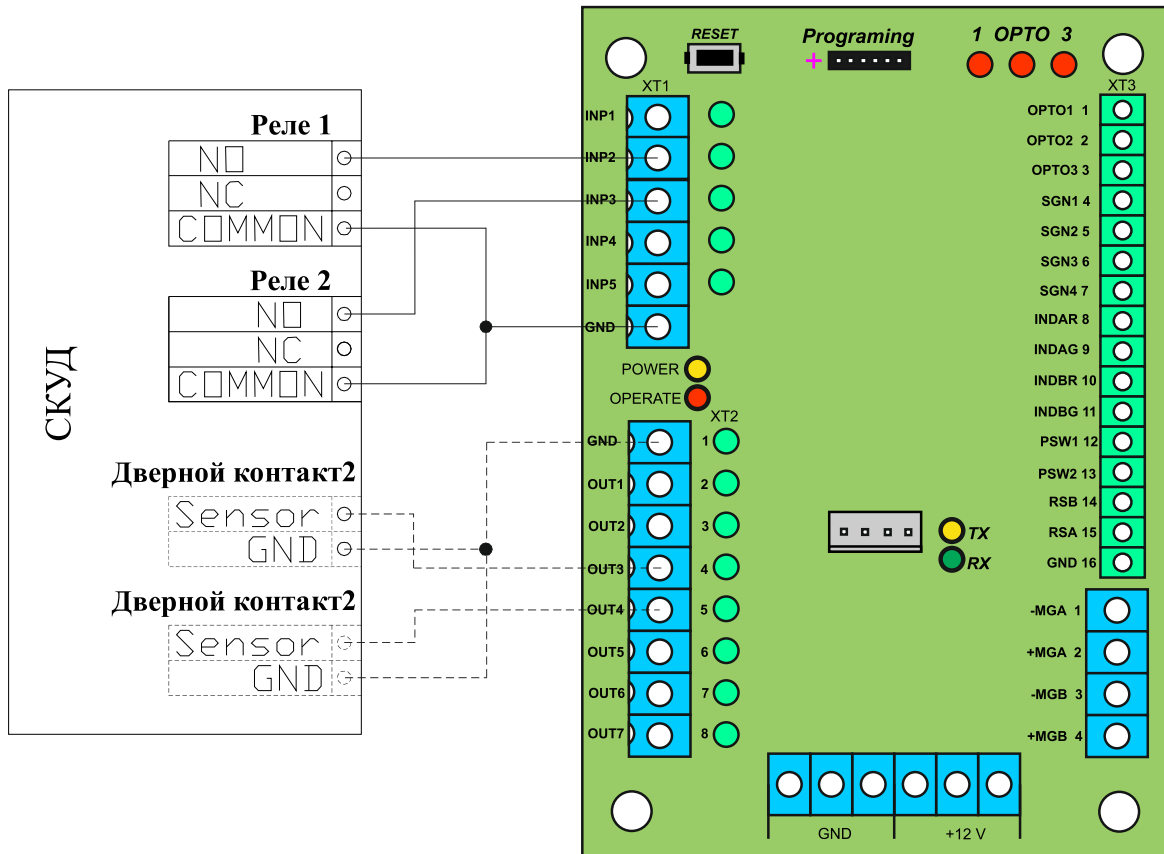 СКУД
Реле 1
NO
NC
COMMON
Реле 2
NO
NC
COMMON
Дверной контакт2
Sensor
GND
Дверной контакт2
Sensor
GND
RESET
Programing
+
1 OPTO 3
XT1
INP1
INP2
INP3
INP4
INP5
GND
POWER
OPERATE
XT2
GND 1
OUT1 2
OUT2 3
OUT3 4
OUT4 5
OUT5 6
OUT6 7
OUT7 8
TX
RX
XT3
OPTO1 1
OPTO2 2
OPTO3 3
SGN1 4
SGN2 5
SGN3 6
SGN4 7
INDAR 8
INDAG 9
INDBR 10
INDBG 11
PSW1 12
PSW2 13
RSB 14
RSA 15
GND 16
-MGA 1
+MGA 2
-MGB 3
+MGB 4
GND
+12 V